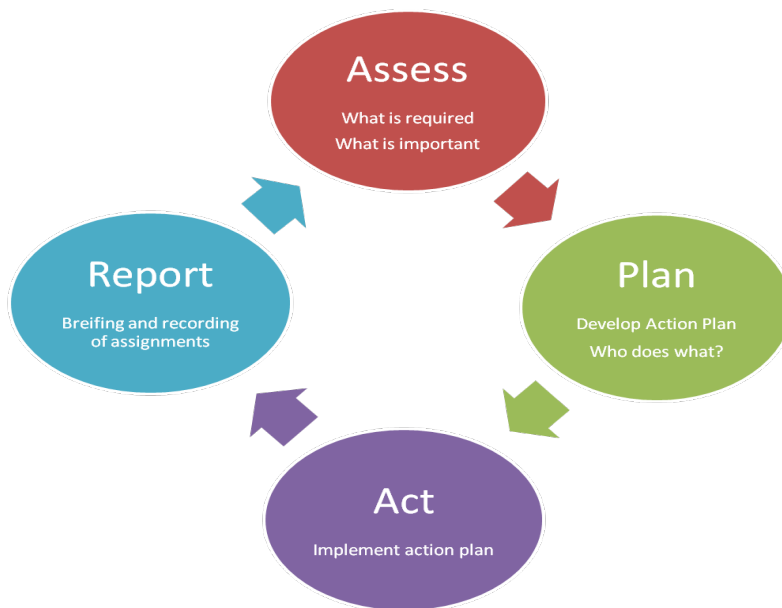 Assess
What is required
What is important
Plan
Develop Action Plan
Who does what?
Act
Implement action plan
Report
Breifing and recording
of assignments